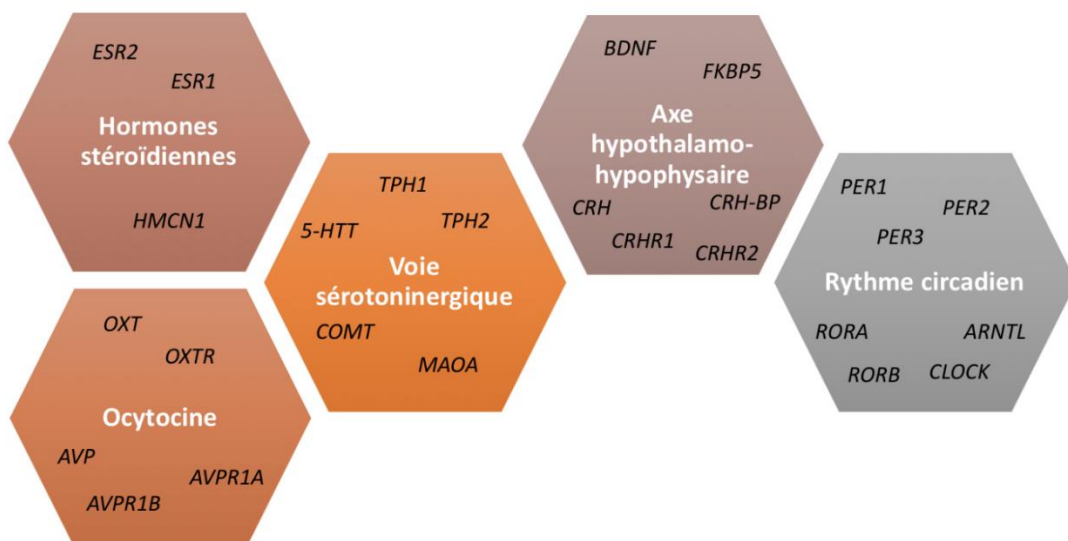 ESR2
ESR1
Hormones
stéroïdiennes
HMCN1
OXT
OXTR
Ocytocine
AVP
AVPR1A
AVPR1B
TPH1
5-HTT
TPH2
Voie
sérotoninergique
COMT
MAOA
BDNF
FKBP5
Axe
hypothalamo-
hypophysaire
CRH
CRH-BP
CRHR1
CRHR2
PER1
PER2
PER3
Rythme circadien
RORA
ARNTL
RORB
CLOCK